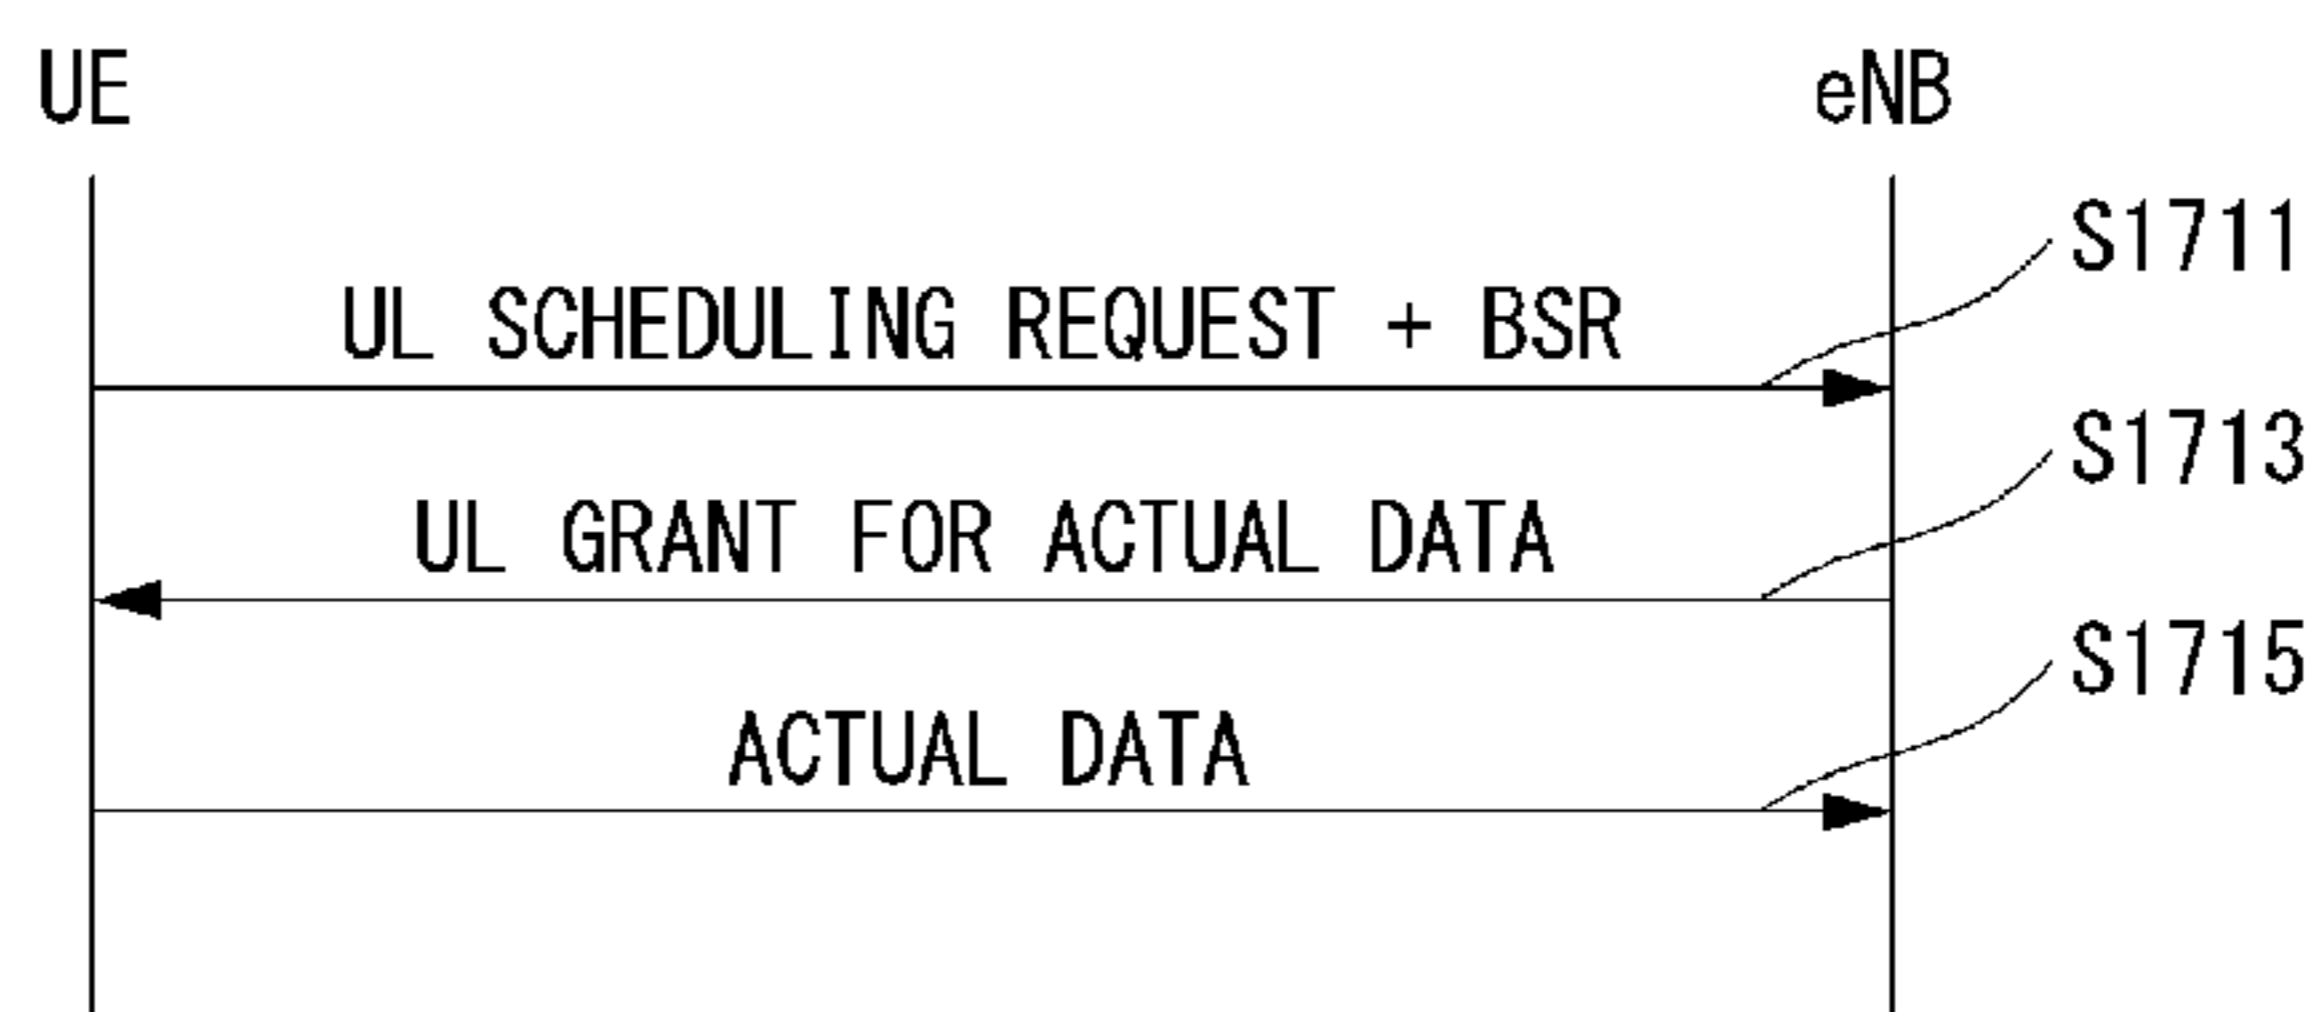 UE
eNB
S1711
UL SCHEDULING REQUEST + BSR
S1713
UL GRANT FOR ACTUAL DATA
S1715
ACTUAL DATA